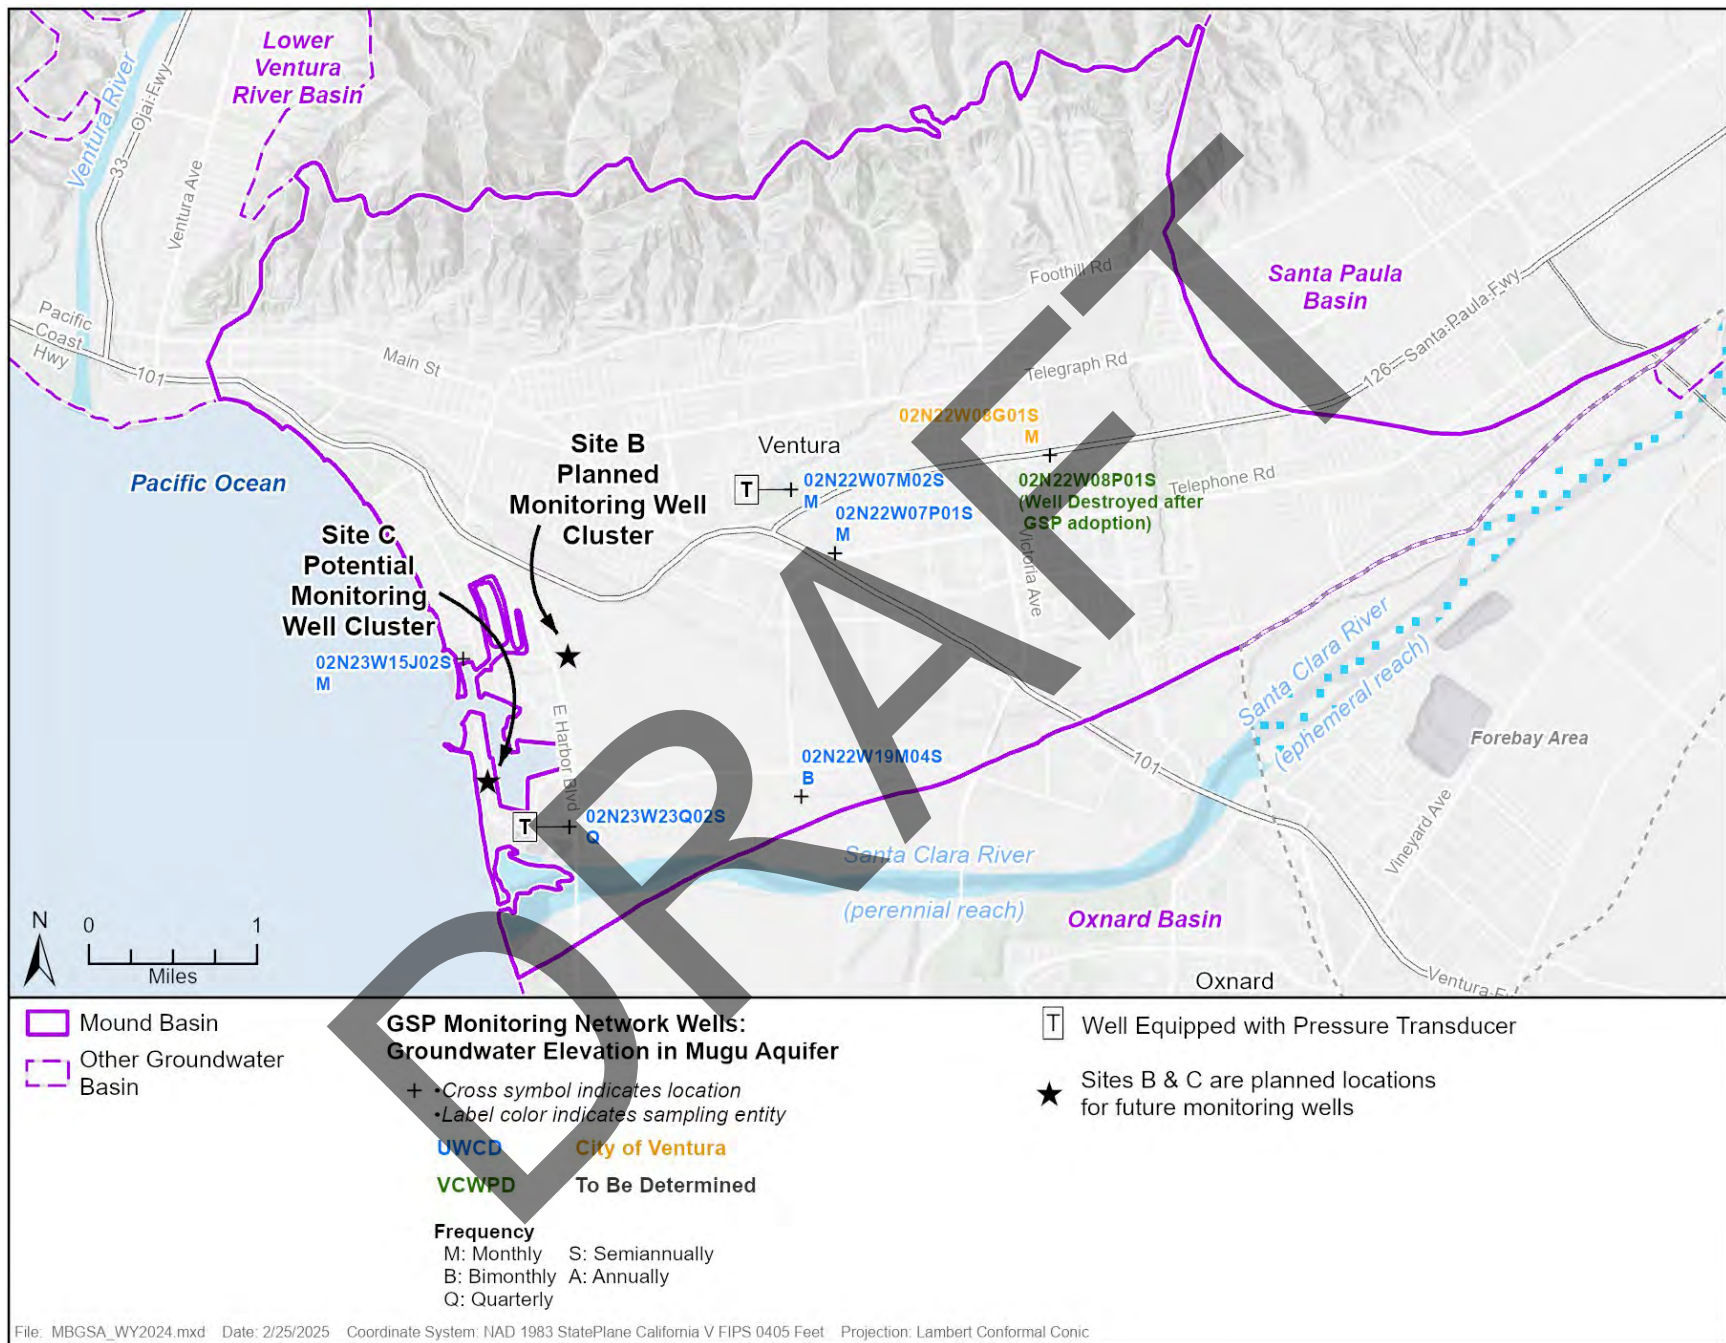 Lower
Ventura
River Basin
Ventura River
33
Ojai Fwy
Ventura Ave
Pacific
Coast
Hwy
101
Main St
Foothill Rd
Santa Paula
Basin
Telegraph Rd
126
Santa Paula Fwy
Pacific Ocean
Site B
Planned
Monitoring Well
Cluster
Ventura
T
02N22W07M02S
M
02N22W07P01S
M
02N22W08G01S
M
02N22W08P01S
(Well Destroyed after
GSP adoption)
Telephone Rd
Victoria Ave
Site C
Potential
Monitoring
Well Cluster
02N23W15J02S
M
E Harbor Blvd
02N22W19M04S
B
T
02N23W23Q02S
Q
101
Santa Clara River
(ephemeral reach)
Forebay Area
Vineyard Ave
Santa Clara River
(perennial reach)
Oxnard Basin
Oxnard
N
0 1
Miles
DRAFT
Mound Basin
Other Groundwater
Basin
GSP Monitoring Network Wells:
Groundwater Elevation in Mugu Aquifer
•Cross symbol indicates location
•Label color indicates sampling entity
UWCD City of Ventura
VCWPD To Be Determined
Frequency
M: Monthly S: Semiannually
B: Bimonthly A: Annually
Q: Quarterly
T Well Equipped with Pressure Transducer
Sites B & C are planned locations
for future monitoring wells
File: MBGSA_WY2024.mxd Date: 2/25/2025 Coordinate System: NAD 1983 StatePlane California V FIPS 0405 Feet Projection: Lambert Conformal Conic